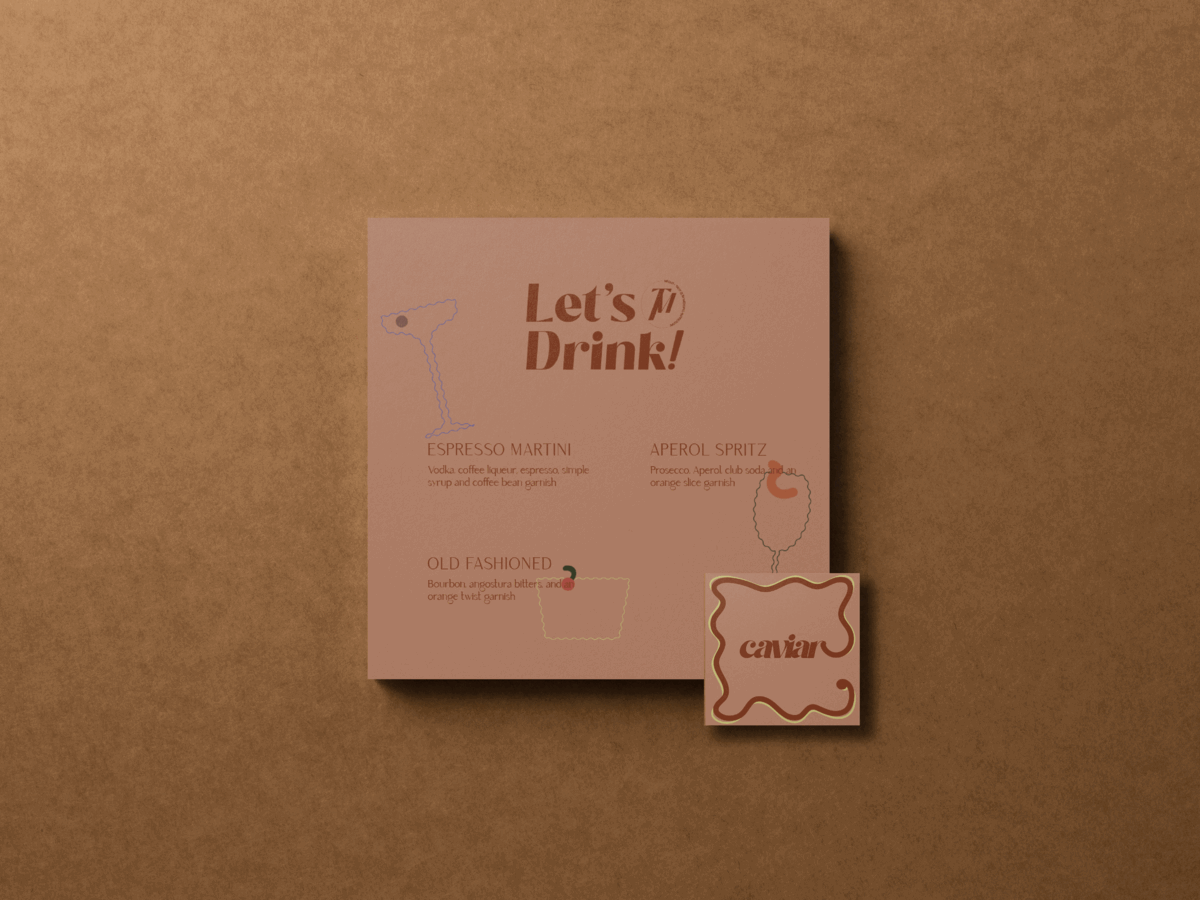 Let's
Drink!
ESPRESSO MARTINI
Vodka, coffee liqueur, espresso, simple
syrup and coffee bean garnish
APEROL SPRITZ
Prosecco, Aperol, club soda, and an
orange slice garnish
OLD FASHIONED
Bourbon, angostura bitters, and an
orange twist garnish
caviar